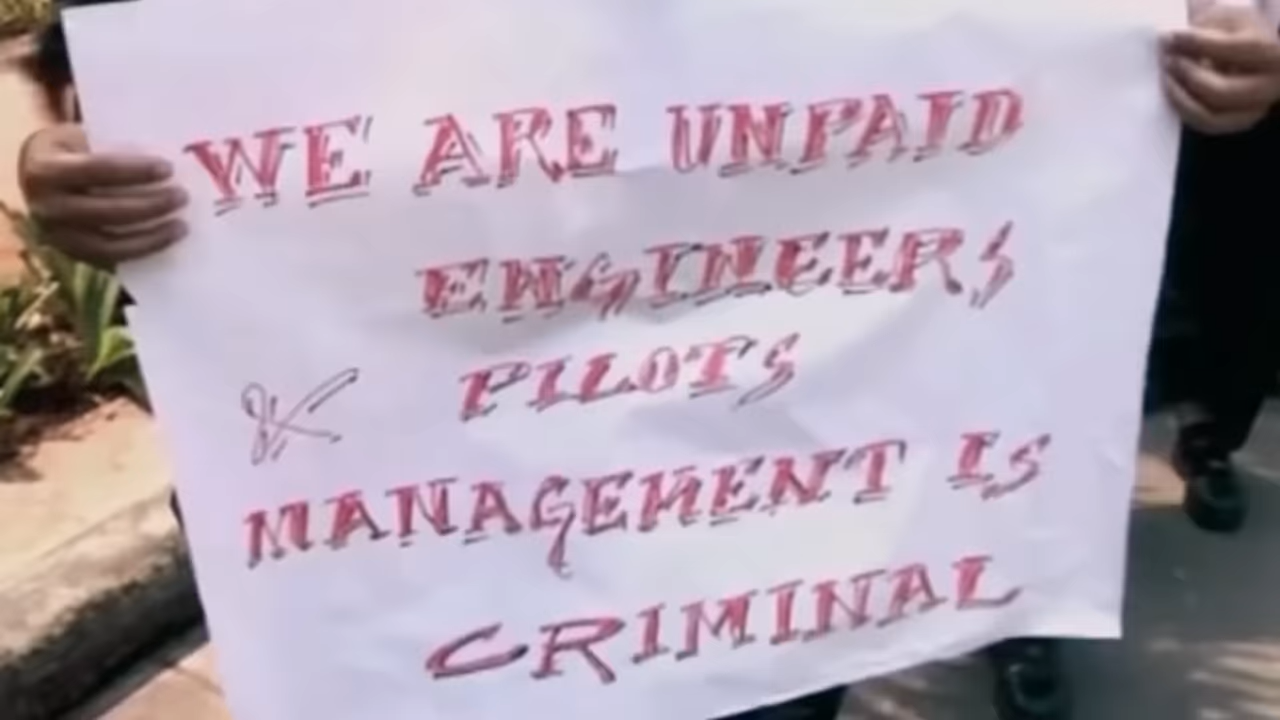 WE ARE UNPAID
ENGINEERS
& PILOTS
MANAGEMENT IS
CRIMINAL